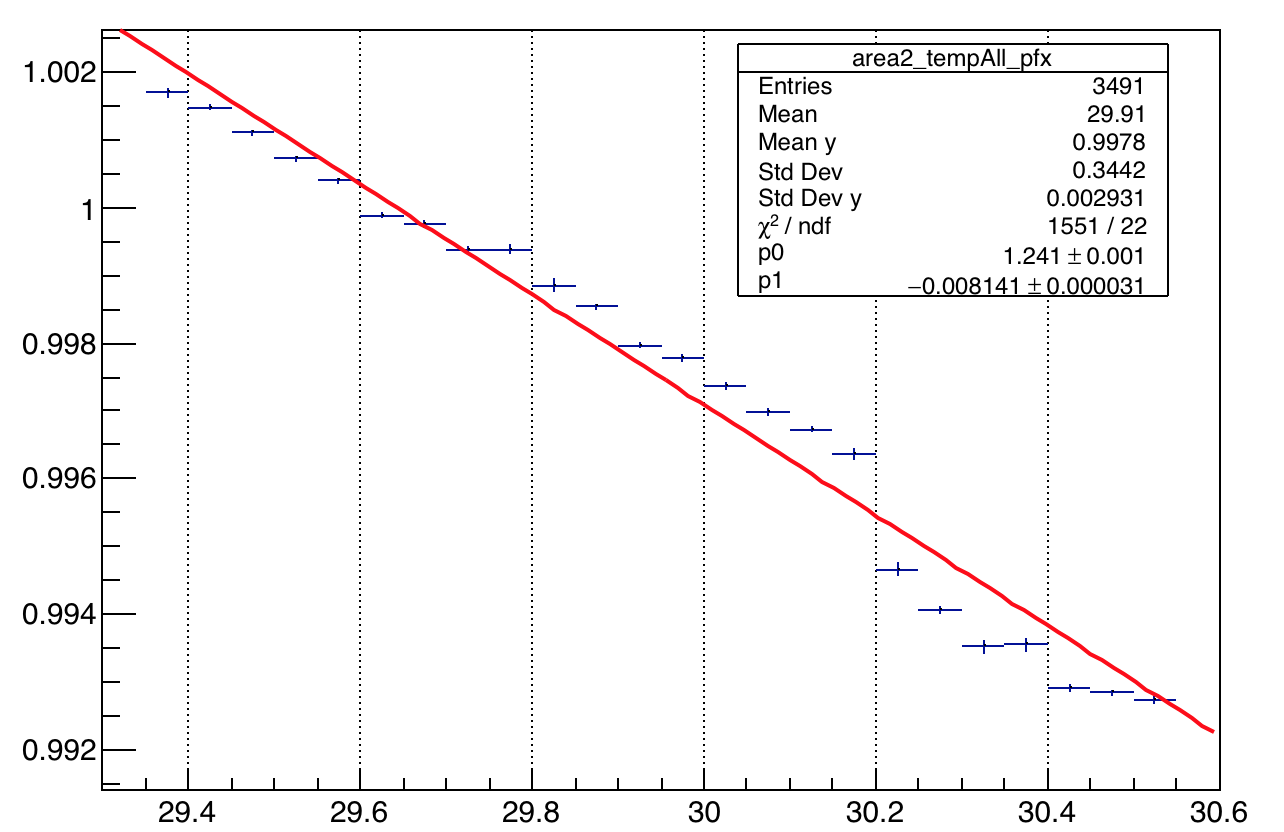 area2_tempAll_pfx
Entries 3491
Mean 29.91
Mean y 0.9978
Std Dev 0.3442
Std Dev y 0.002931
χ² / ndf 1551 / 22
p0 1.241 ± 0.001
p1 −0.008141 ± 0.000031
1.002
1
0.998
0.996
0.994
0.992
29.4 29.6 29.8 30 30.2 30.4 30.6